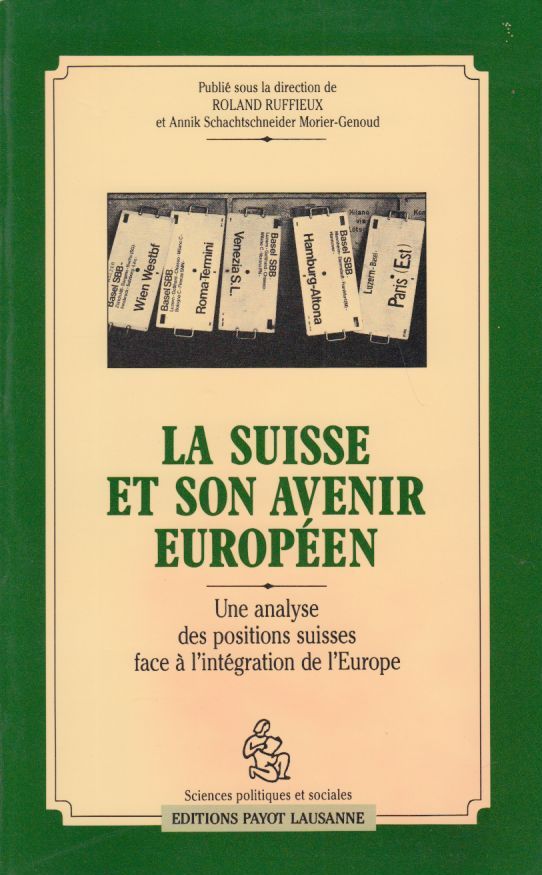 Publié sous la direction de
ROLAND RUFFIEUX
et Annik Schachtschneider Morier-Genoud
Basel SBB-
Wien Westbf
Basel SBB
Roma Termini
Basel SBB
Venezia S.L.
Basel SBB
Hamburg-Altona
Luzern-Basel
Paris (Est)
Milano
via
LA SUISSE
ET SON AVENIR
EUROPÉEN
Une analyse
des positions suisses
face à l'intégration de l'Europe
Sciences politiques et sociales
EDITIONS PAYOT LAUSANNE